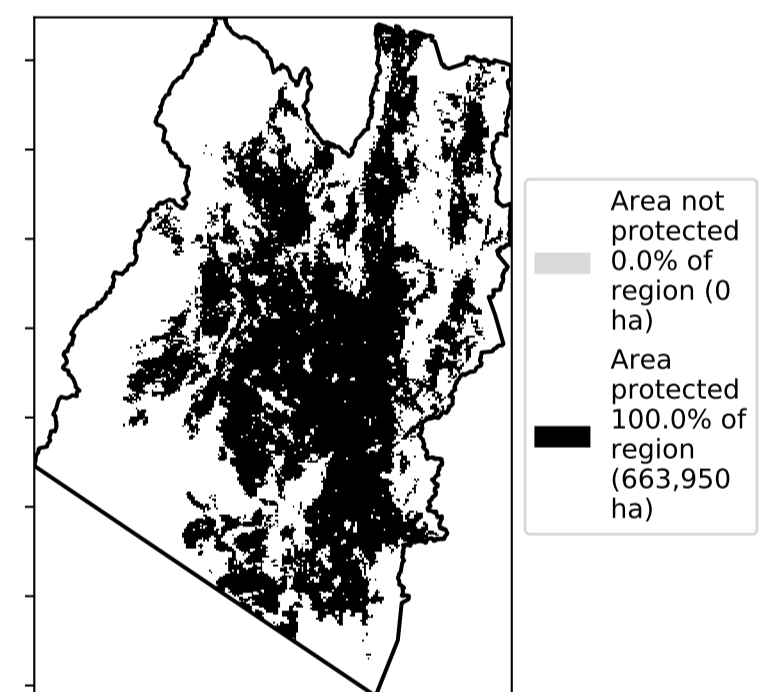 Area not
protected
0.0% of
region (0
ha)
Area
protected
100.0% of
region
(663,950
ha)